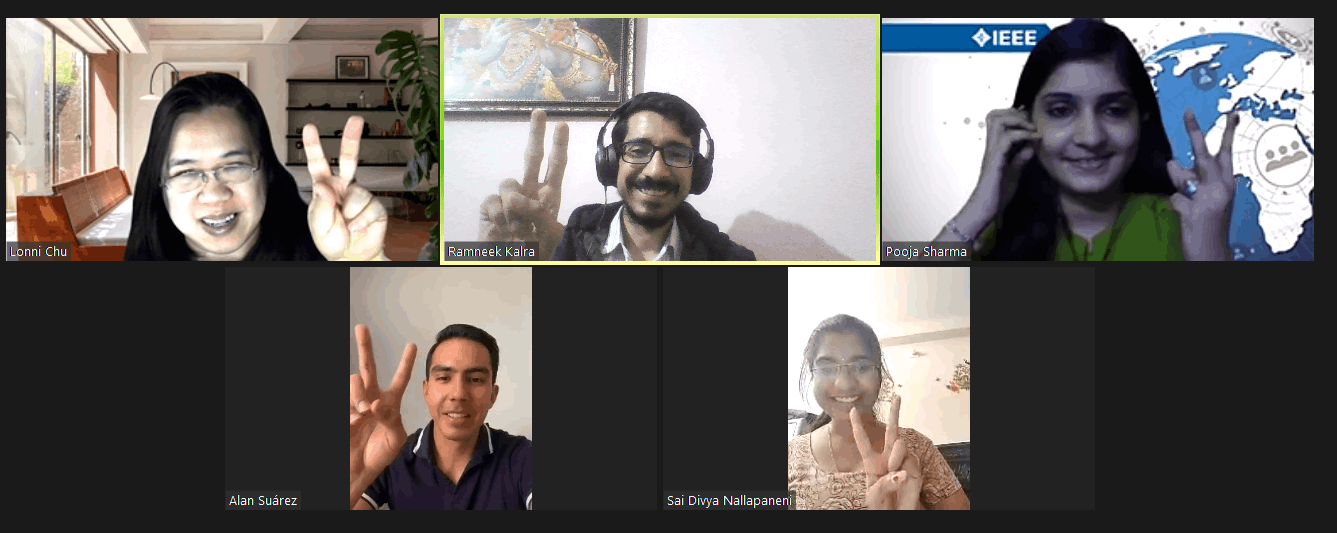 IEEE
Lonni Chu
Ramneek Kalra
Pooja Sharma
Alan Suárez
Sai Divya Nallapaneni